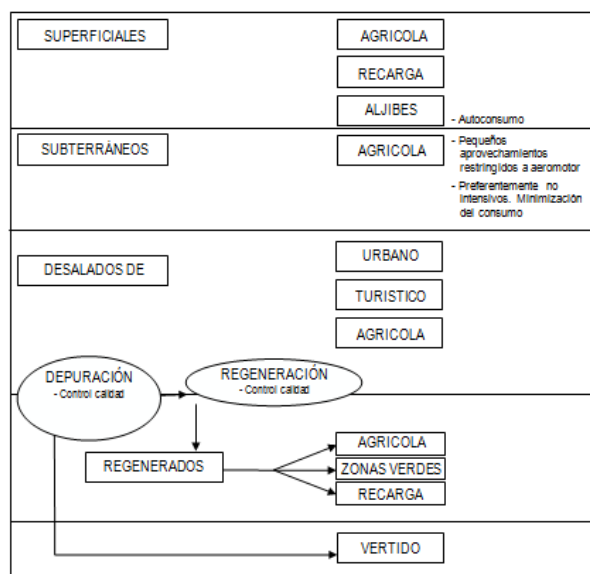 SUPERFICIALES
AGRICOLA
RECARGA
ALJIBES
- Autoconsumo
SUBTERRÁNEOS
AGRICOLA
- Pequeños
aprovechamientos
restringidos a aeromotor
- Preferentemente no
intensivos. Minimización
del consumo
DESALADOS DE
URBANO
TURISTICO
AGRICOLA
DEPURACIÓN
- Control calidad
REGENERACIÓN
- Control calidad
REGENERADOS
AGRICOLA
ZONAS VERDES
RECARGA
VERTIDO